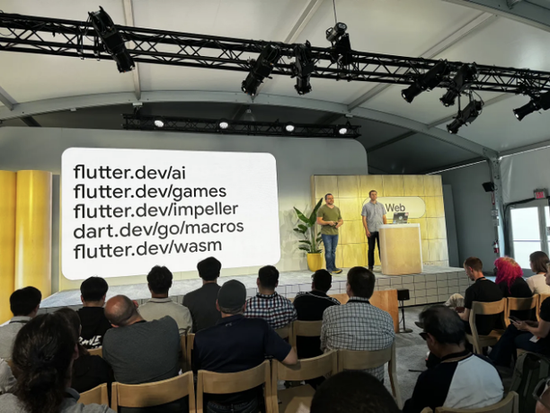 flutter.dev/ai
flutter.dev/games
flutter.dev/impeller
dart.dev/go/macros
flutter.dev/wasm
Web